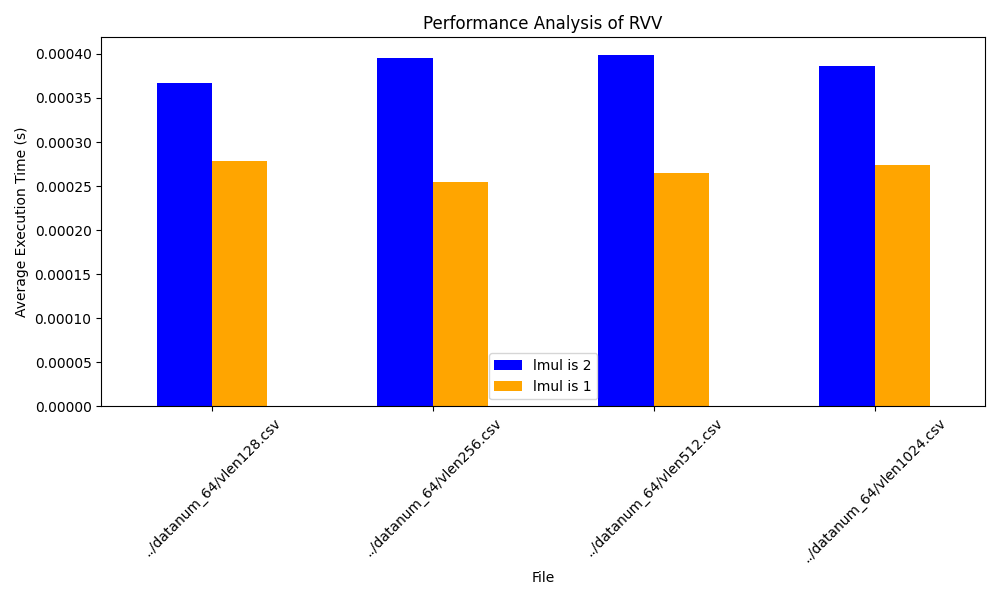 Performance Analysis of RVV
Average Execution Time (s)
0.00040
0.00035
0.00030
0.00025
0.00020
0.00015
0.00010
0.00005
0.00000
lmul is 2
lmul is 1
../datanum_64/vlen128.csv
../datanum_64/vlen256.csv
../datanum_64/vlen512.csv
../datanum_64/vlen1024.csv
File